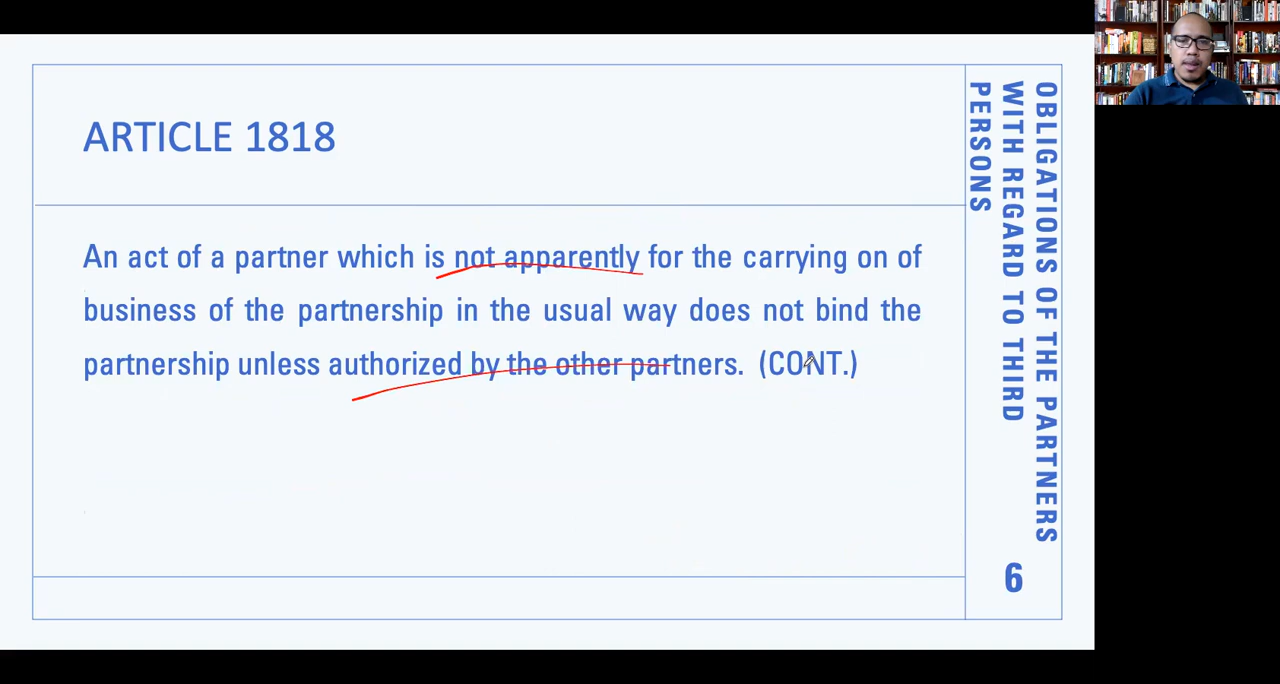 ARTICLE 1818
An act of a partner which is not apparently for the carrying on of
business of the partnership in the usual way does not bind the
partnership unless authorized by the other partners. (CONT.)
OBLIGATIONS OF THE PARTNERS
WITH REGARD TO THIRD
PERSONS
6